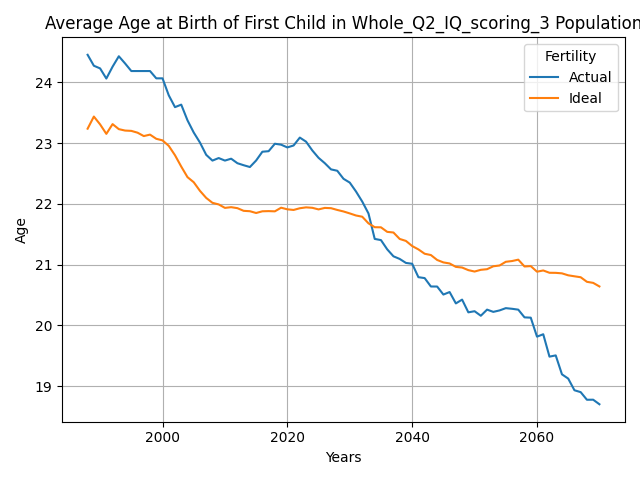 Average Age at Birth of First Child in Whole_Q2_IQ_scoring_3 Population
Fertility
Actual
Ideal
24
23
22
21
20
19
Age
2000
2020
2040
2060
Years